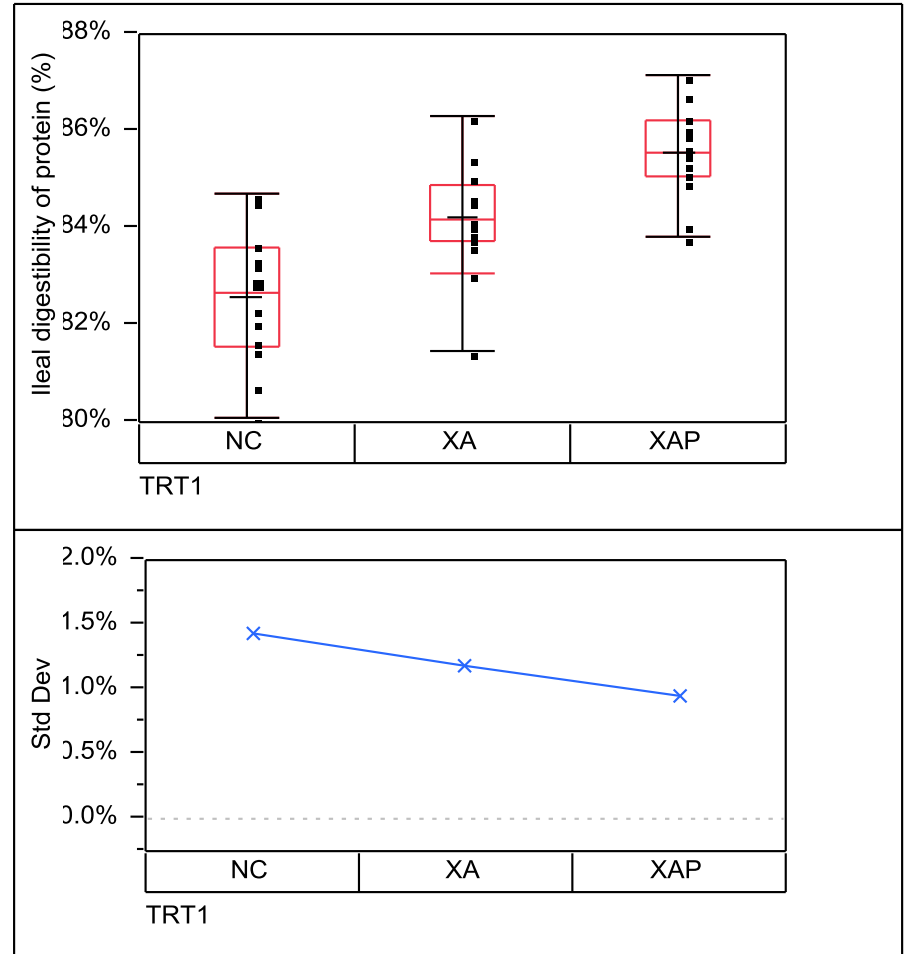 88%
86%
84%
82%
80%
Ileal digestibility of protein (%)
NC XA XAP
TRT1
2.0%
1.5%
1.0%
0.5%
0.0%
Std Dev
NC XA XAP
TRT1